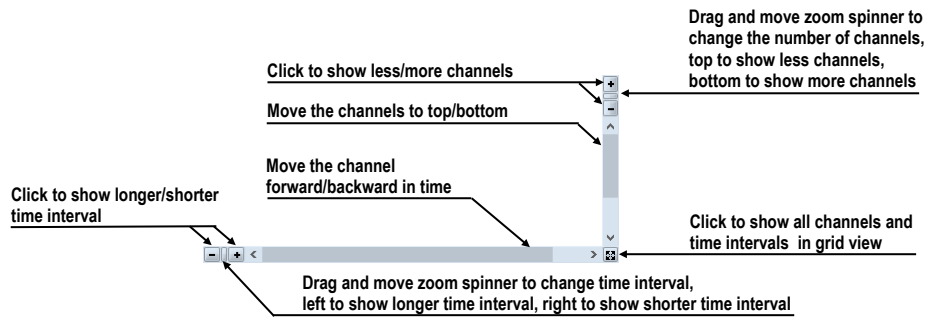 Drag and move zoom spinner to
change the number of channels,
top to show less channels,
bottom to show more channels
Click to show less/more channels
Move the channels to top/bottom
Move the channel
forward/backward in time
Click to show longer/shorter
time interval
Click to show all channels and
time intervals in grid view
Drag and move zoom spinner to change time interval,
left to show longer time interval, right to show shorter time interval